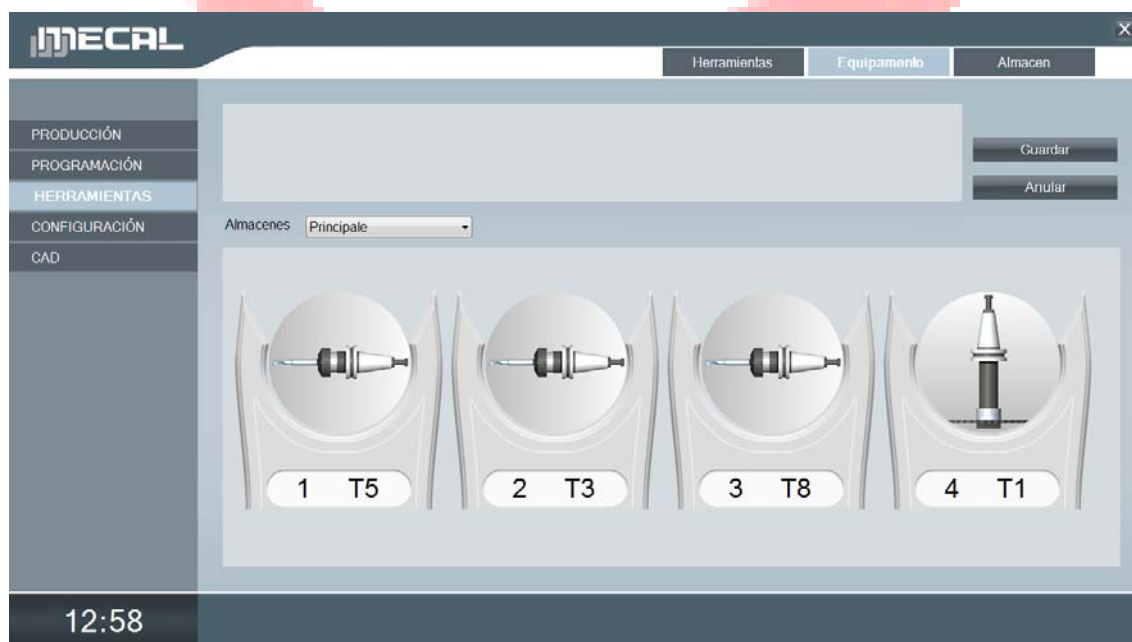 MECAL
X
Herramientas Equipamento Almacen
PRODUCCIÓN
PROGRAMACIÓN
HERRAMIENTAS
CONFIGURACIÓN
CAD
Guardar
Anular
Almacenes Principale
1 T5
2 T3
3 T8
4 T1
12:58